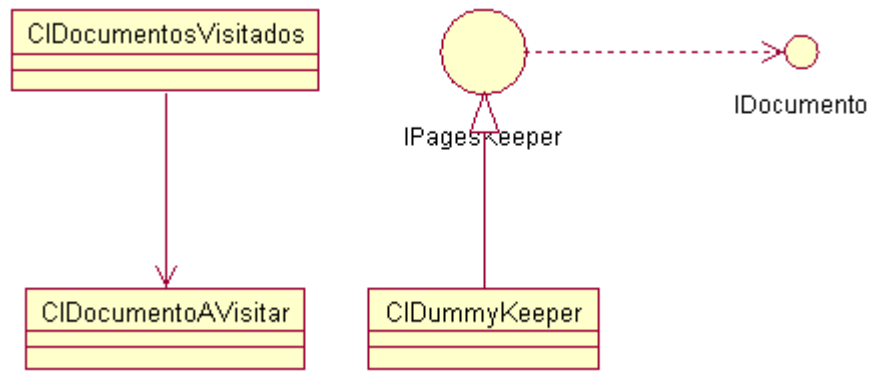 ClDocumentosVisitados
IDocumento
IPagesKeeper
ClDocumentoAVisitar
ClDummyKeeper